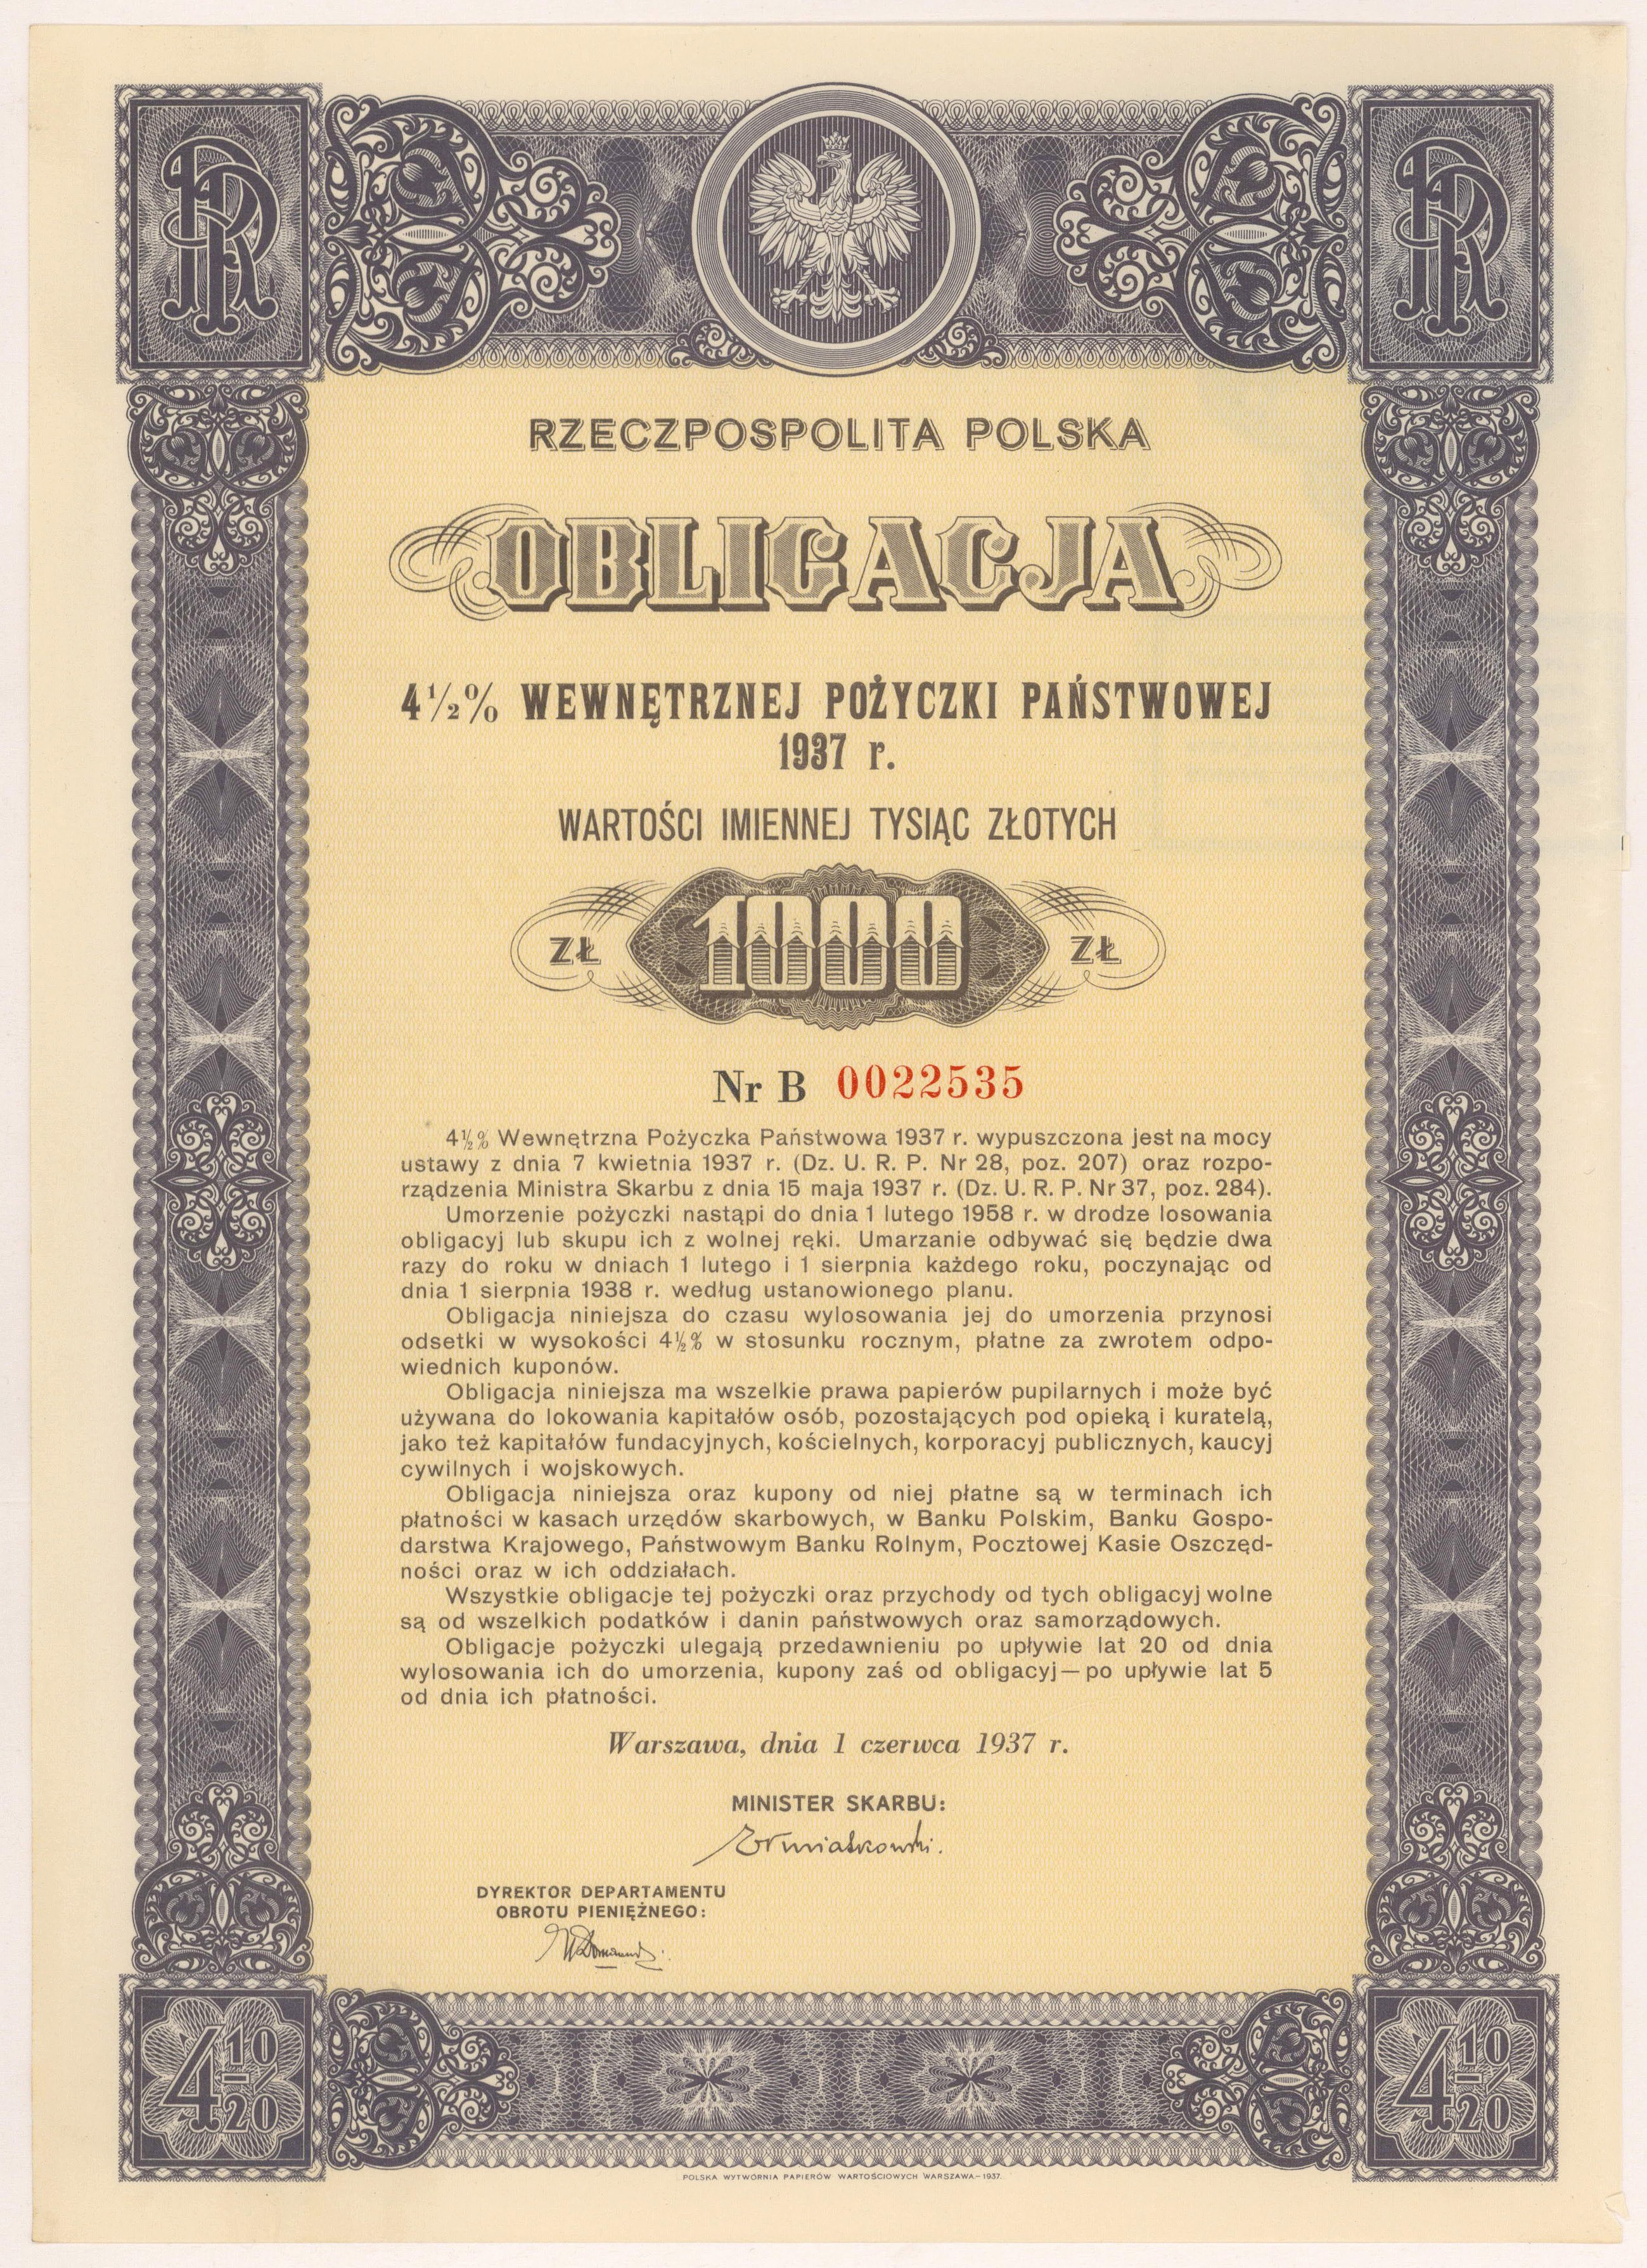 RP
RP
RZECZPOSPOLITA POLSKA
OBLIGACJA
4½% WEWNĘTRZNEJ POŻYCZKI PAŃSTWOWEJ
1937 r.
WARTOŚCI IMIENNEJ TYSIĄC ZŁOTYCH
ZŁ 1000 ZŁ
Nr B 0022535
4½% Wewnętrzna Pożyczka Państwowa 1937 r. wypuszczona jest na mocy
ustawy z dnia 7 kwietnia 1937 r. (Dz. U. R. P. Nr 28, poz. 207) oraz rozpo-
rządzenia Ministra Skarbu z dnia 15 maja 1937 r. (Dz. U. R. P. Nr 37, poz. 284).
Umorzenie pożyczki nastąpi do dnia 1 lutego 1958 r. w drodze losowania
obligacyj lub skupu ich z wolnej ręki. Umarzanie odbywać się będzie dwa
razy do roku w dniach 1 lutego i 1 sierpnia każdego roku, poczynając od
dnia 1 sierpnia 1938 r. według ustanowionego planu.
Obligacja niniejsza do czasu wylosowania jej do umorzenia przynosi
odsetki w wysokości 4½% w stosunku rocznym, płatne za zwrotem odpo-
wiednich kuponów.
Obligacja niniejsza ma wszelkie prawa papierów pupilarnych i może być
używana do lokowania kapitałów osób, pozostających pod opieką i kuratelą,
jako też kapitałów fundacyjnych, kościelnych, korporacyj publicznych, kaucyj
cywilnych i wojskowych.
Obligacja niniejsza oraz kupony od niej płatne są w terminach ich
płatności w kasach urzędów skarbowych, w Banku Polskim, Banku Gospo-
darstwa Krajowego, Państwowym Banku Rolnym, Pocztowej Kasie Oszczęd-
ności oraz w ich oddziałach.
Wszystkie obligacje tej pożyczki oraz przychody od tych obligacyj wolne
są od wszelkich podatków i danin państwowych oraz samorządowych.
Obligacje pożyczki ulegają przedawnieniu po upływie lat 20 od dnia
wylosowania ich do umorzenia, kupony zaś od obligacyj — po upływie lat 5
od dnia ich płatności.
Warszawa, dnia 1 czerwca 1937 r.
MINISTER SKARBU:
DYREKTOR DEPARTAMENTU
OBROTU PIENIĘŻNEGO:
4 10/20
4 10/20
POLSKA WYTWÓRNIA PAPIERÓW WARTOŚCIOWYCH WARSZAWA–1937.